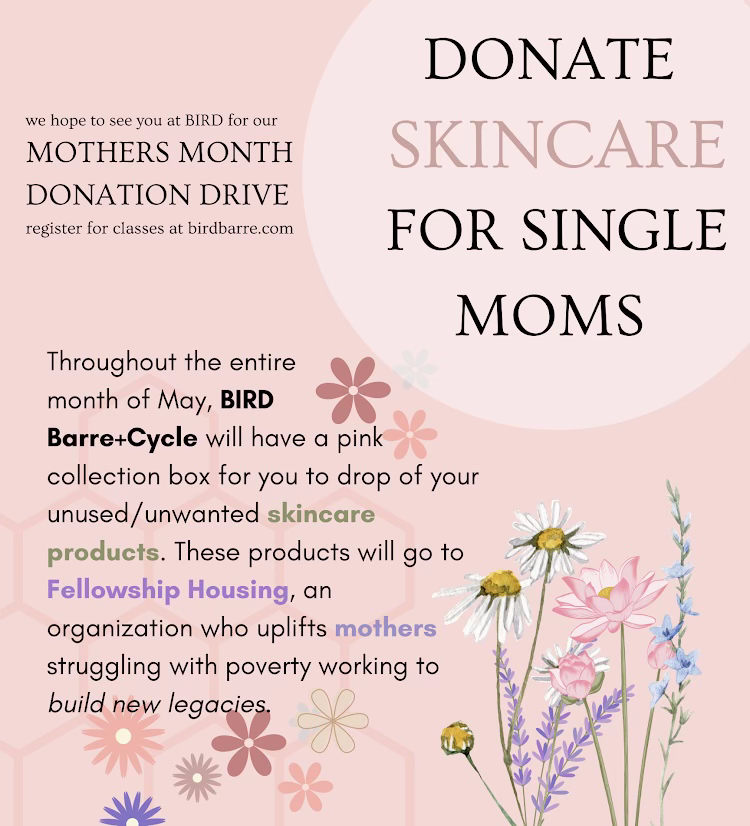 DONATE
SKINCARE
FOR SINGLE
MOMS
we hope to see you at BIRD for our
MOTHERS MONTH
DONATION DRIVE
register for classes at birdbarre.com
Throughout the entire
month of May, BIRD
Barre+Cycle will have a pink
collection box for you to drop of your
unused/unwanted skincare
products. These products will go to
Fellowship Housing, an
organization who uplifts mothers
struggling with poverty working to
build new legacies.